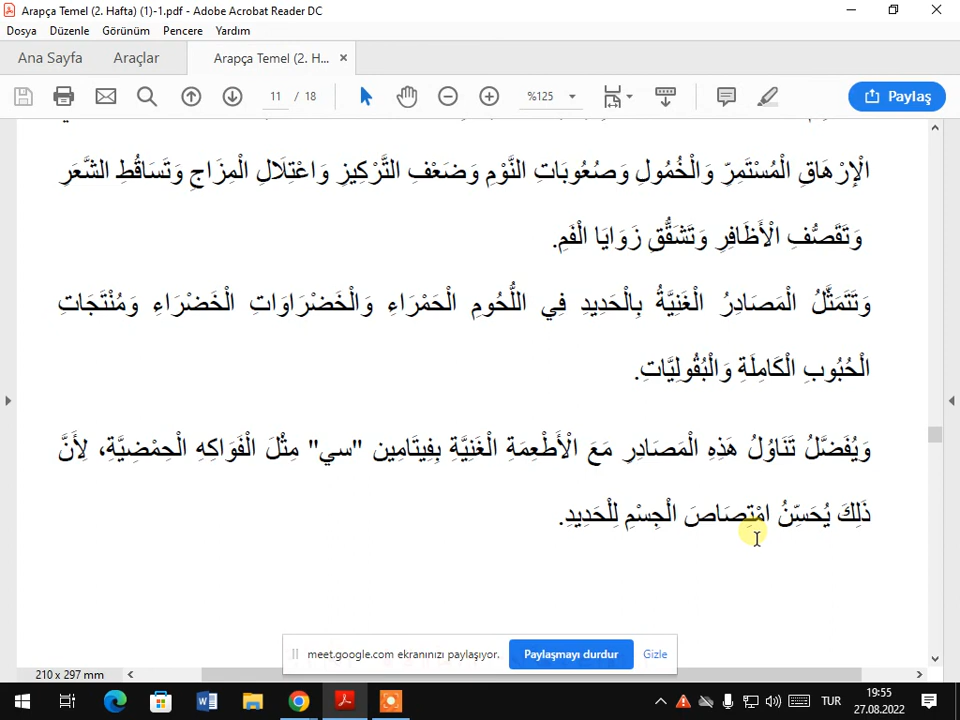 Arapça Temel (2. Hafta) (1)-1.pdf - Adobe Acrobat Reader DC
Dosya Düzenle Görünüm Pencere Yardım
Ana Sayfa Araçlar Arapça Temel (2. H... ×
11 / 18 %125 Paylaş
الْإِرْهَاقِ الْمُسْتَمِرِّ وَالْخُمُولِ وَصُعُوبَاتِ النَّوْمِ وَضَعْفِ التَّرْكِيزِ وَاعْتِلَالِ الْمِزَاجِ وَتَسَاقُطِ الشَّعَرِ
وَتَقَصُّفِ الْأَظَافِرِ وَتَشَقُّقِ زَوَايَا الْفَمِ.
وَتَتَمَثَّلُ الْمَصَادِرُ الْغَنِيَّةُ بِالْحَدِيدِ فِي اللُّحُومِ الْحَمْرَاءِ وَالْخَضْرَاوَاتِ الْخَضْرَاءِ وَمُنْتَجَاتِ
الْحُبُوبِ الْكَامِلَةِ وَالْبُقُولِيَّاتِ.
وَيُفَضَّلُ تَنَاوُلُ هَذِهِ الْمَصَادِرِ مَعَ الْأَطْعِمَةِ الْغَنِيَّةِ بِفِيتَامِين "سي" مِثْلَ الْفَوَاكِهِ الْحِمْضِيَّةِ، لِأَنَّ
ذَلِكَ يُحَسِّنُ امْتِصَاصَ الْجِسْمِ لِلْحَدِيدِ.
meet.google.com ekranınızı paylaşıyor. Paylaşmayı durdur Gizle
210 x 297 mm
TUR 19:55
27.08.2022